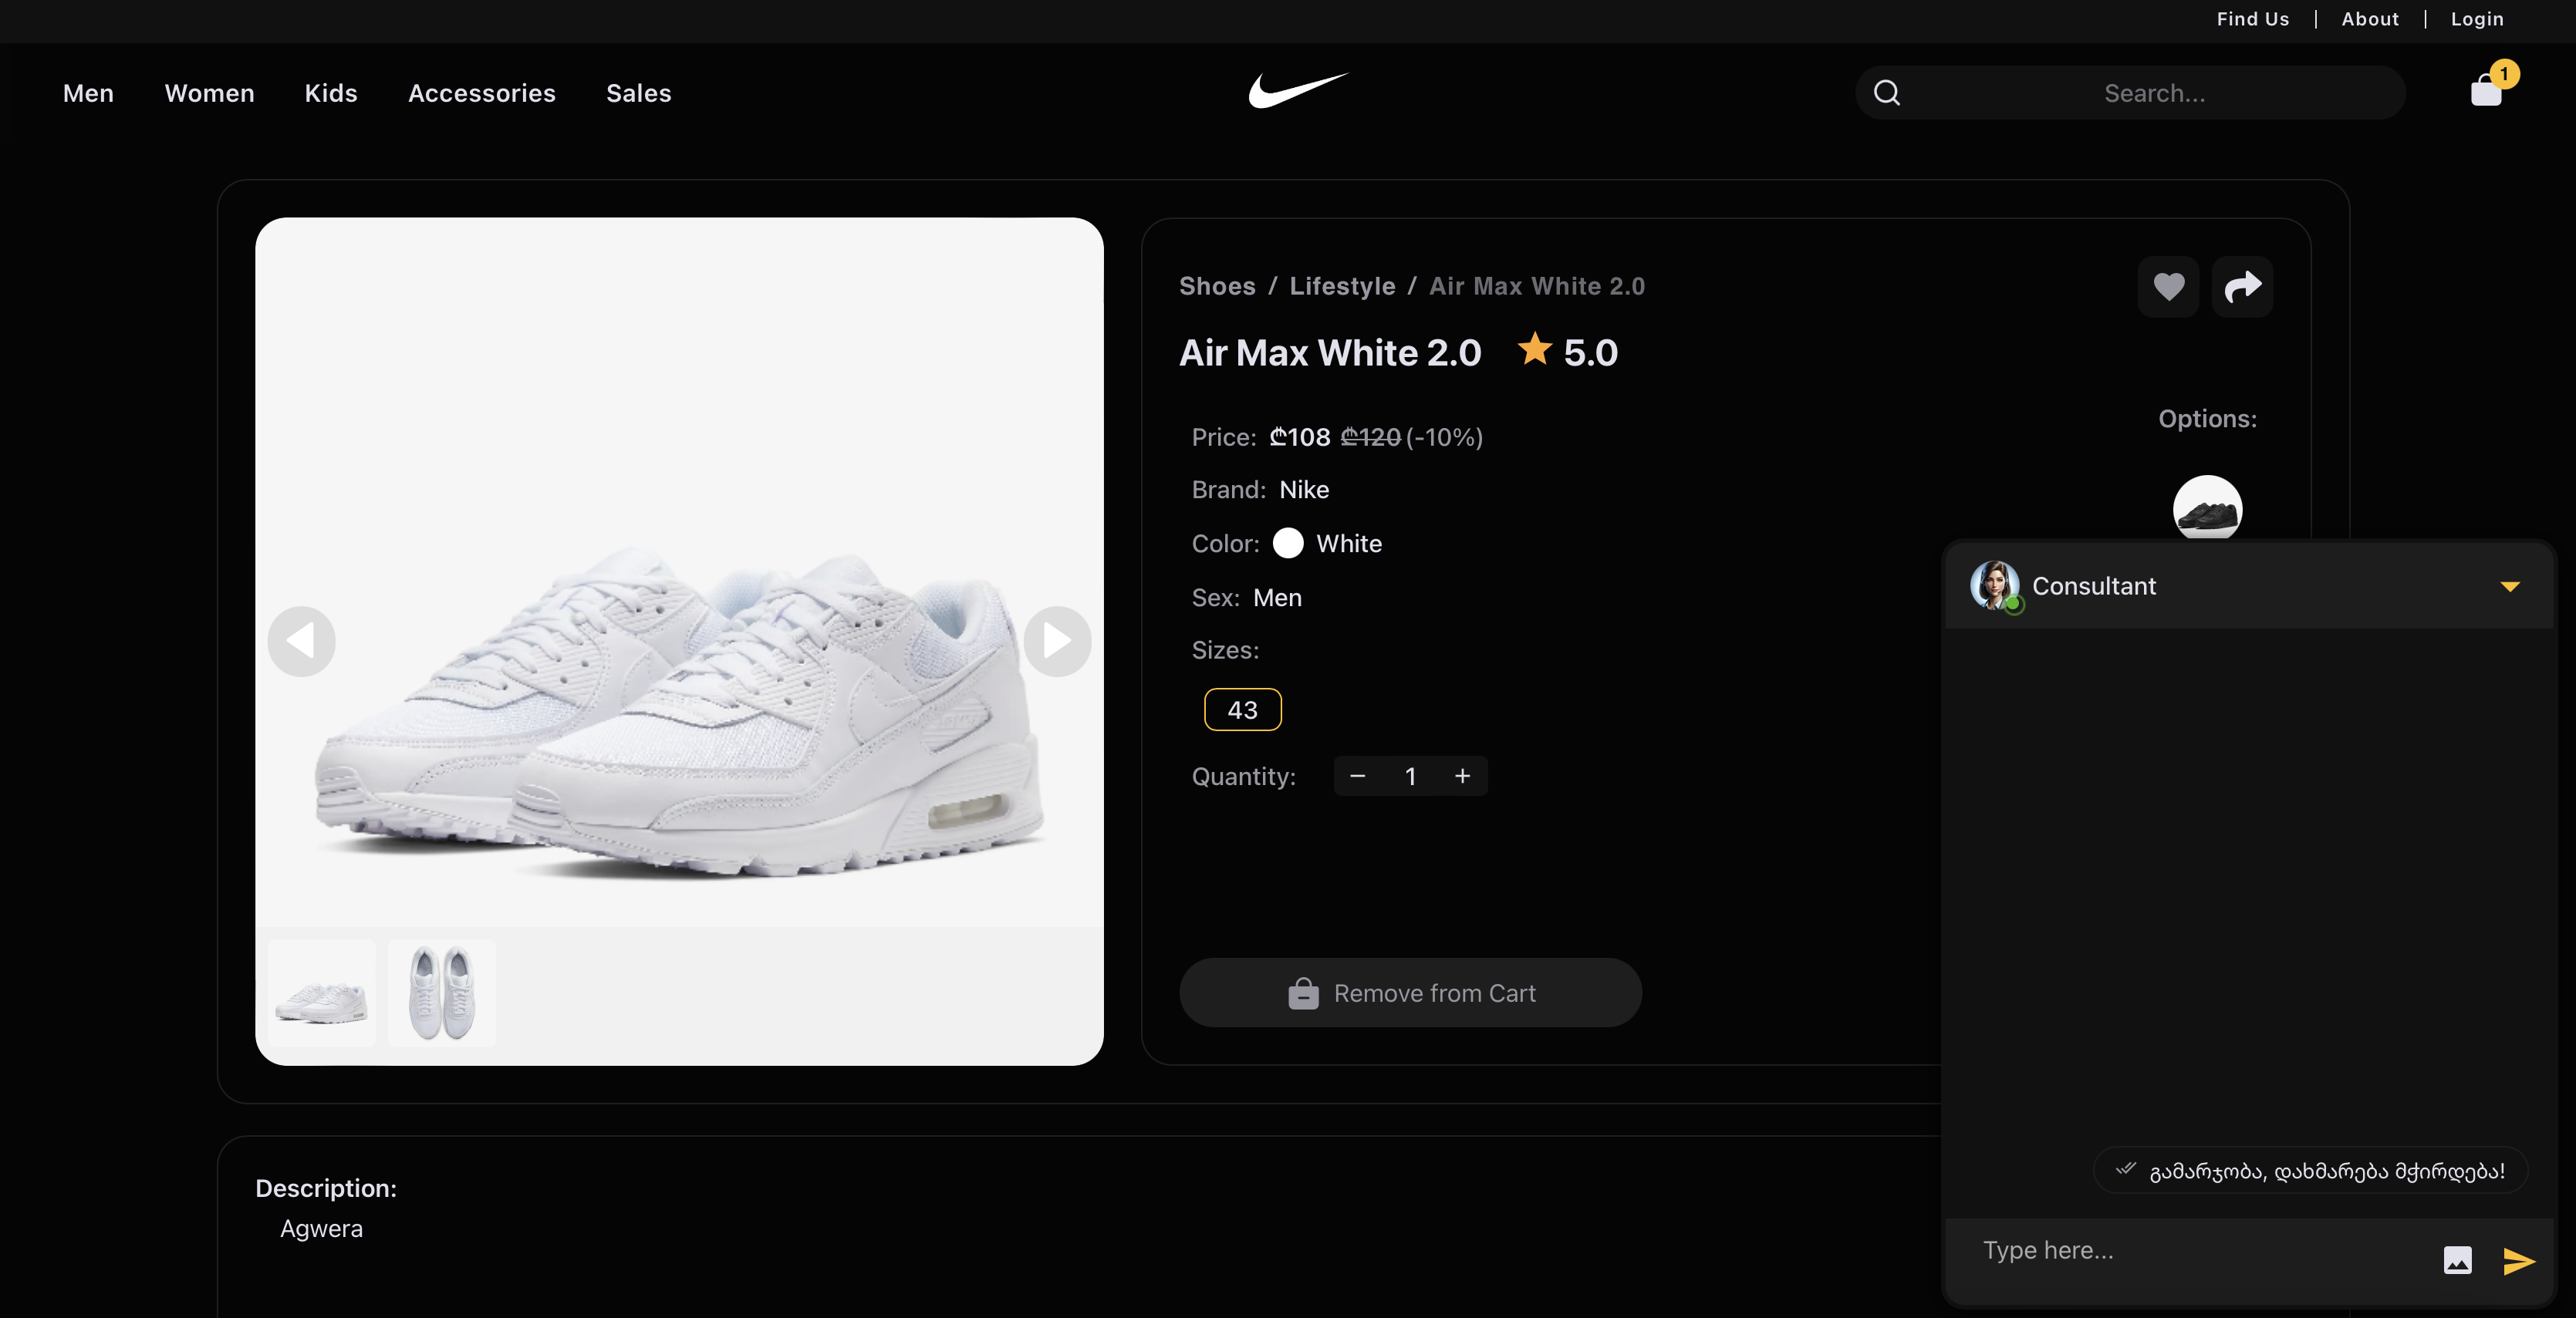 Find Us | About | Login
Men Women Kids Accessories Sales
Search...
1
Shoes / Lifestyle / Air Max White 2.0
Air Max White 2.0 5.0
Price: ₾108 ₾120 (-10%)
Options:
Brand: Nike
Color: White
Sex: Men
Sizes:
43
Quantity: − 1 +
Remove from Cart
Description:
Agwera
Consultant
გამარჯობა, დახმარება მჭირდება!
Type here...